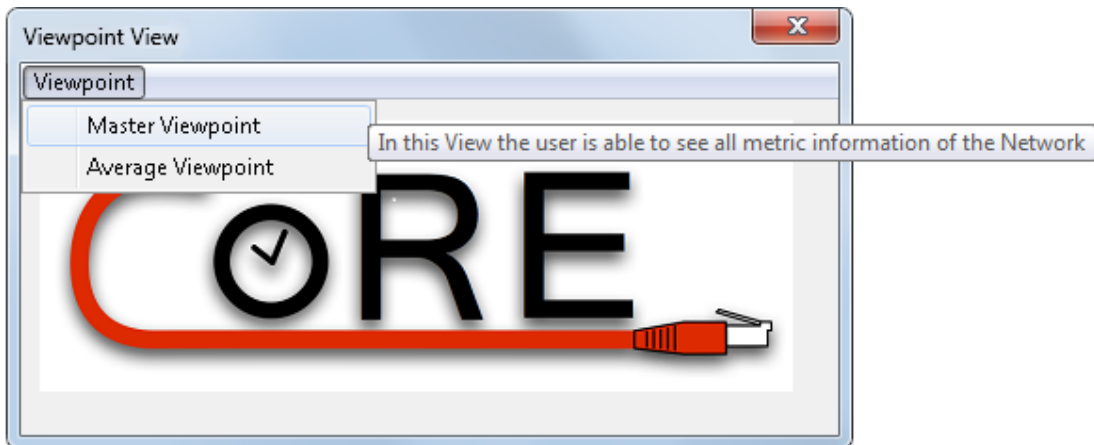 Viewpoint View
Viewpoint
Master Viewpoint
In this View the user is able to see all metric information of the Network
Average Viewpoint
CoRE